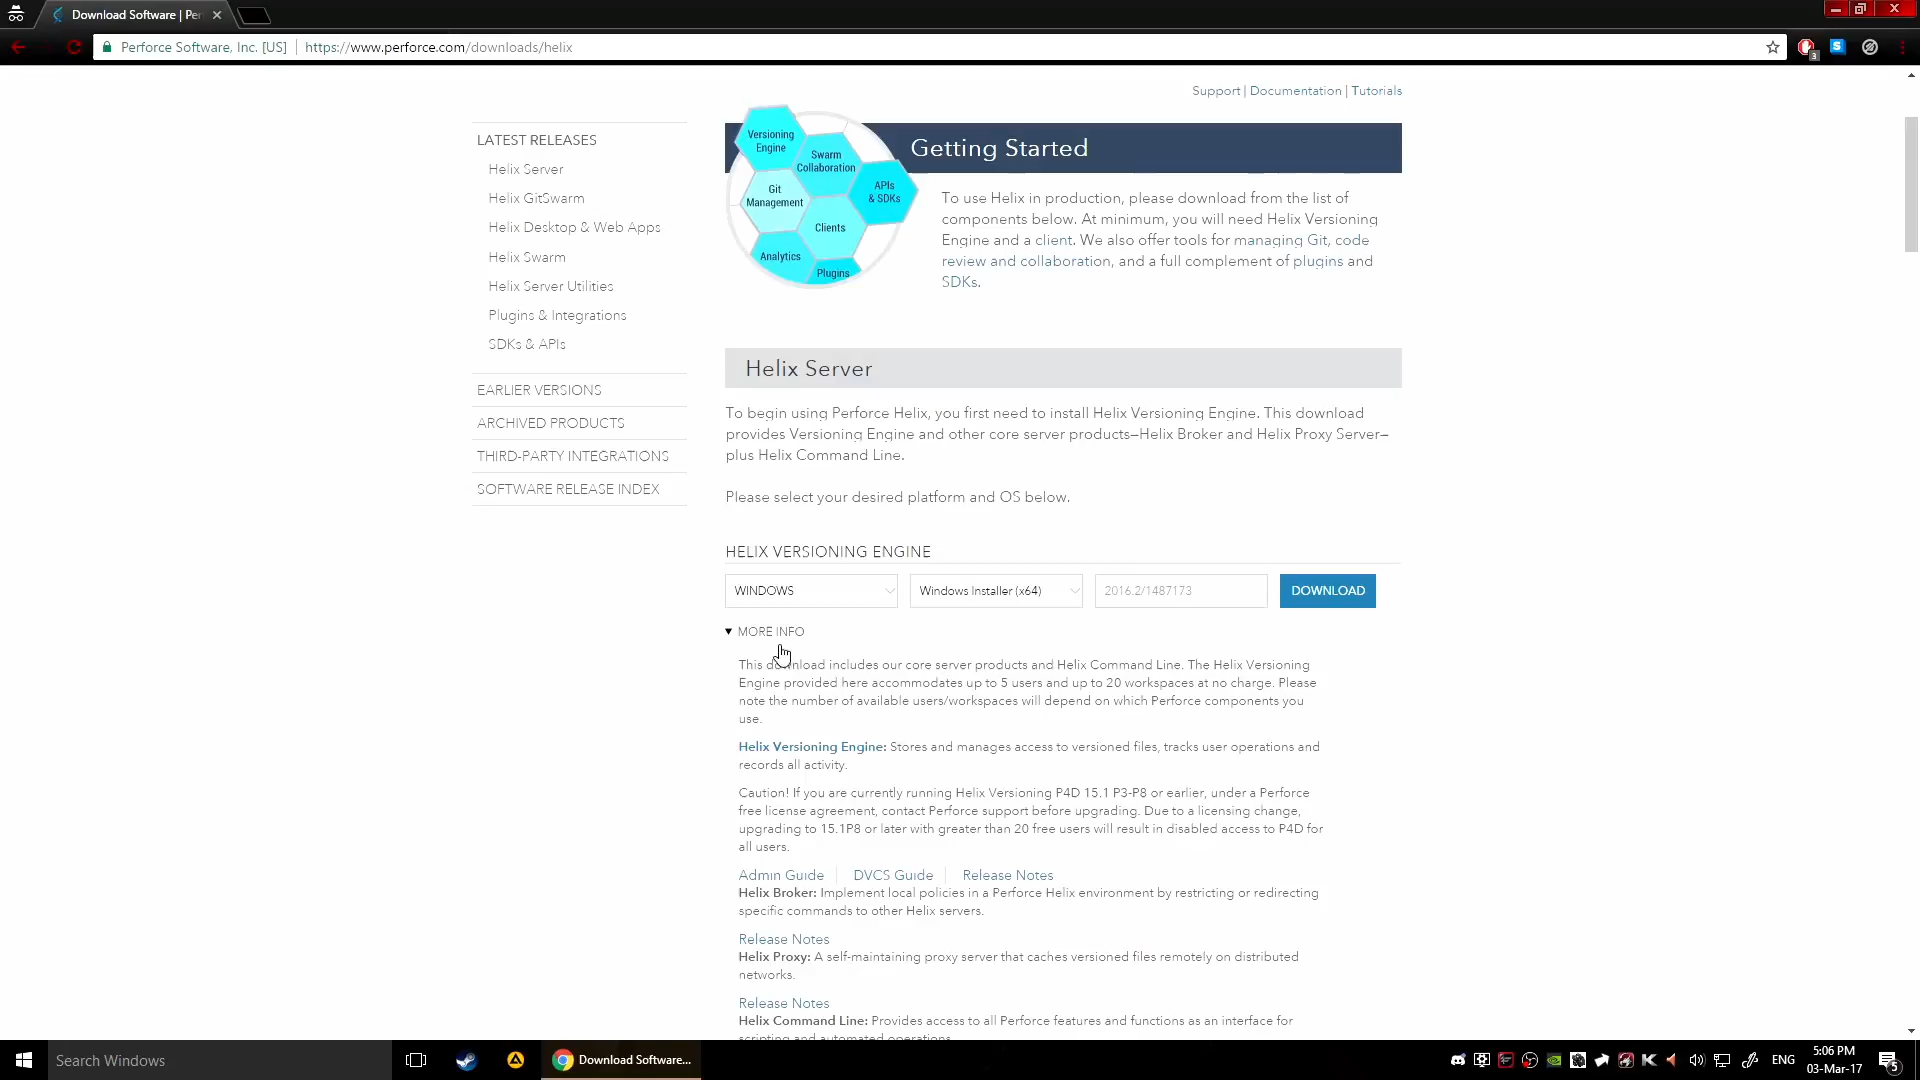 Download Software | Per
Perforce Software, Inc. [US]
https://www.perforce.com/downloads/helix
3
S
Support | Documentation | Tutorials
LATEST RELEASES
Helix Server
Helix GitSwarm
Helix Desktop & Web Apps
Helix Swarm
Helix Server Utilities
Plugins & Integrations
SDKs & APIs
EARLIER VERSIONS
ARCHIVED PRODUCTS
THIRD-PARTY INTEGRATIONS
SOFTWARE RELEASE INDEX
Versioning
Engine
Swarm
Collaboration
Git
Management
APIs
& SDKs
Clients
Analytics
Plugins
Getting Started
To use Helix in production, please download from the list of
components below. At minimum, you will need Helix Versioning
Engine and a client. We also offer tools for managing Git, code
review and collaboration, and a full complement of plugins and
SDKs.
Helix Server
To begin using Perforce Helix, you first need to install Helix Versioning Engine. This download
provides Versioning Engine and other core server products—Helix Broker and Helix Proxy Server—
plus Helix Command Line.
Please select your desired platform and OS below.
HELIX VERSIONING ENGINE
WINDOWS
Windows Installer (x64)
2016.2/1487173
DOWNLOAD
▼ MORE INFO
This download includes our core server products and Helix Command Line. The Helix Versioning
Engine provided here accommodates up to 5 users and up to 20 workspaces at no charge. Please
note the number of available users/workspaces will depend on which Perforce components you
use.
Helix Versioning Engine: Stores and manages access to versioned files, tracks user operations and
records all activity.
Caution! If you are currently running Helix Versioning P4D 15.1 P3-P8 or earlier, under a Perforce
free license agreement, contact Perforce support before upgrading. Due to a licensing change,
upgrading to 15.1P8 or later with greater than 20 free users will result in disabled access to P4D for
all users.
Admin Guide | DVCS Guide | Release Notes
Helix Broker: Implement local policies in a Perforce Helix environment by restricting or redirecting
specific commands to other Helix servers.
Release Notes
Helix Proxy: A self-maintaining proxy server that caches versioned files remotely on distributed
networks.
Release Notes
Helix Command Line: Provides access to all Perforce features and functions as an interface for
scripting and automated operations.
Search Windows
Download Software...
ENG
5:06 PM
03-Mar-17
5